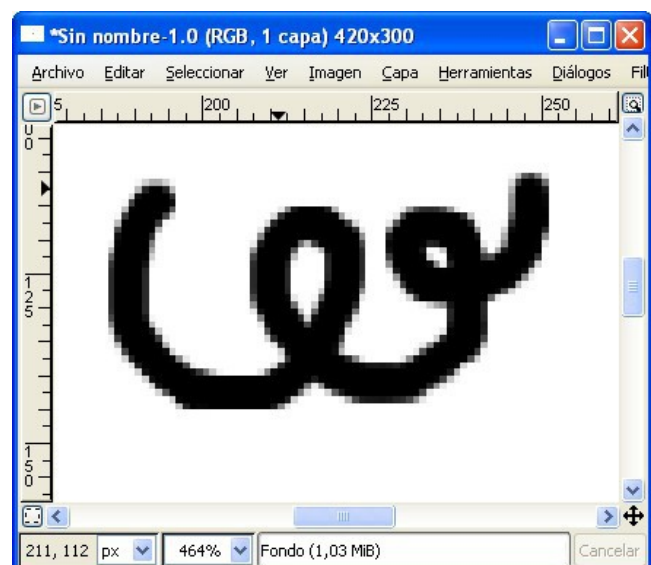 *Sin nombre-1.0 (RGB, 1 capa) 420x300
Archivo Editar Seleccionar Ver Imagen Capa Herramientas Diálogos Fil
200 225 250
125
150
211, 112 px 464% Fondo (1,03 MiB) Cancelar